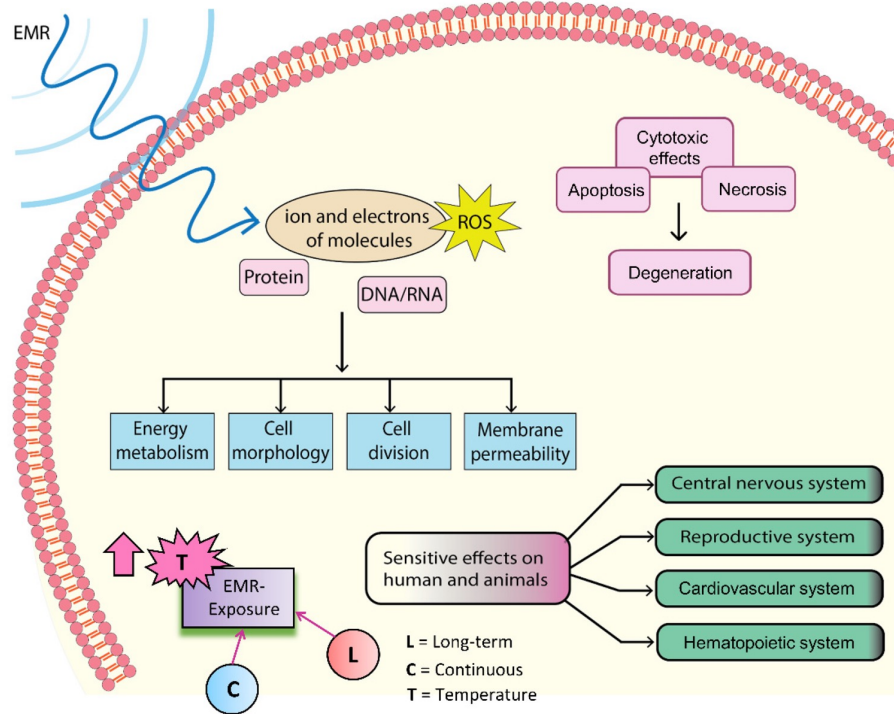 EMR
Cytotoxic
effects
Apoptosis
Necrosis
Degeneration
ion and electrons
of molecules
ROS
Protein
DNA/RNA
Energy
metabolism
Cell
morphology
Cell
division
Membrane
permeability
T
EMR-
Exposure
C
L
L = Long-term
C = Continuous
T = Temperature
Sensitive effects on
human and animals
Central nervous system
Reproductive system
Cardiovascular system
Hematopoietic system